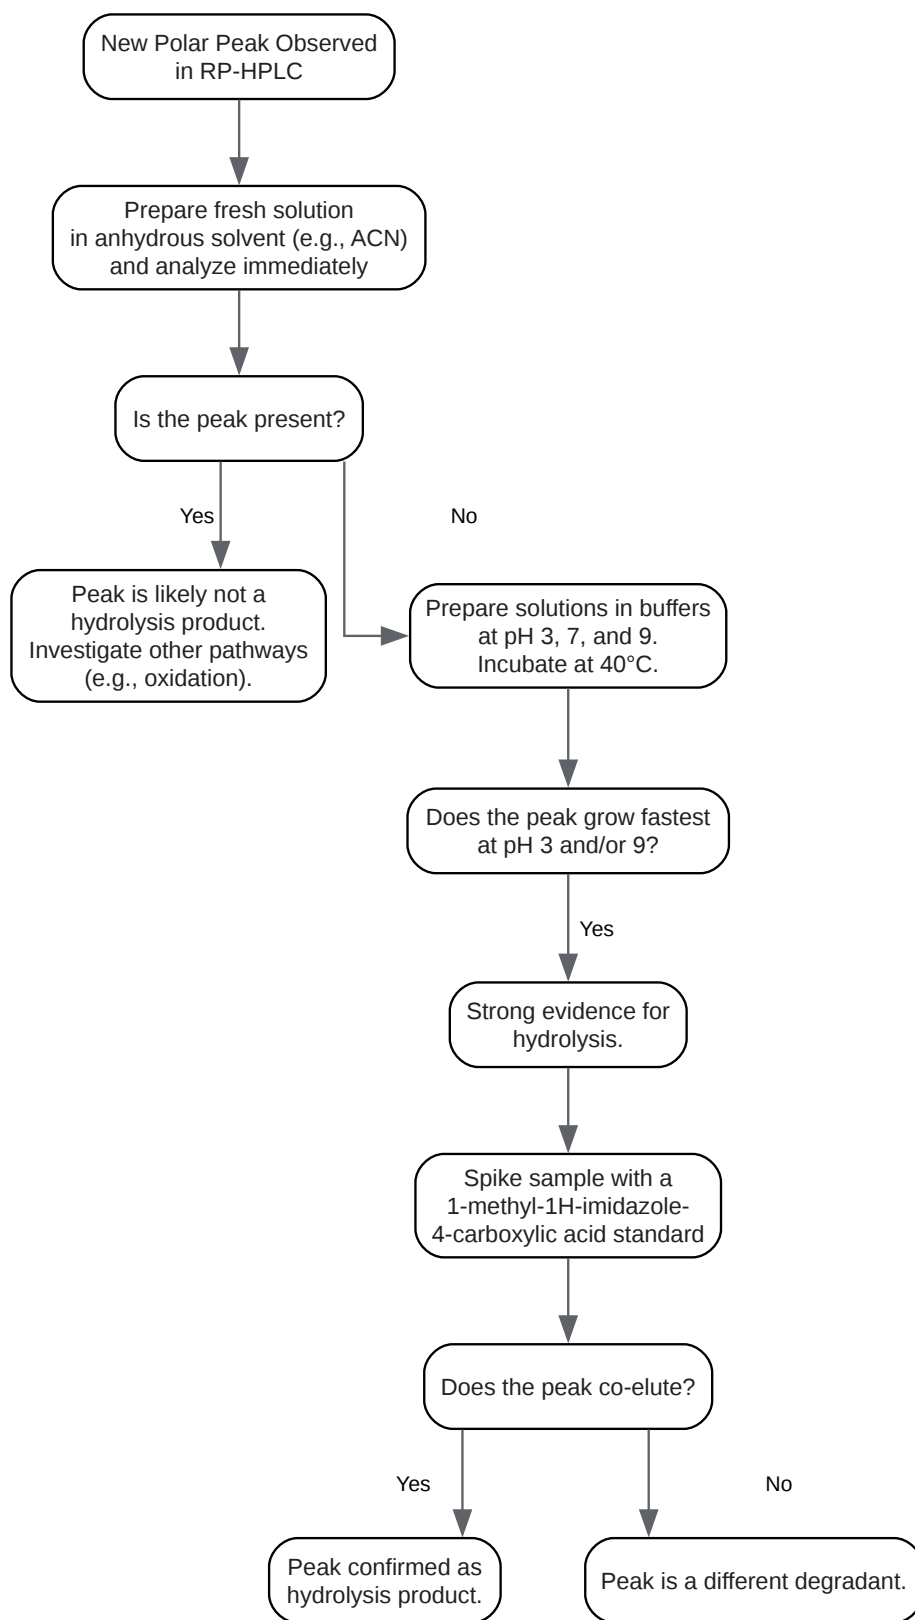 New Polar Peak Observed
in RP-HPLC
Prepare fresh solution
in anhydrous solvent (e.g., ACN)
and analyze immediately
Is the peak present?
Yes
No
Peak is likely not a
hydrolysis product.
Investigate other pathways
(e.g., oxidation).
Prepare solutions in buffers
at pH 3, 7, and 9.
Incubate at 40°C.
Does the peak grow fastest
at pH 3 and/or 9?
Yes
Strong evidence for
hydrolysis.
Spike sample with a
1-methyl-1H-imidazole-
4-carboxylic acid standard
Does the peak co-elute?
Yes
No
Peak confirmed as
hydrolysis product.
Peak is a different degradant.